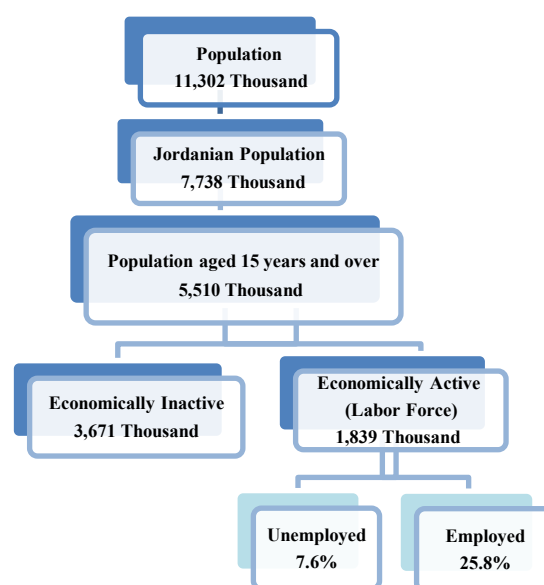 Population
11,302 Thousand
Jordanian Population
7,738 Thousand
Population aged 15 years and over
5,510 Thousand
Economically Inactive
3,671 Thousand
Economically Active
(Labor Force)
1,839 Thousand
Unemployed
7.6%
Employed
25.8%